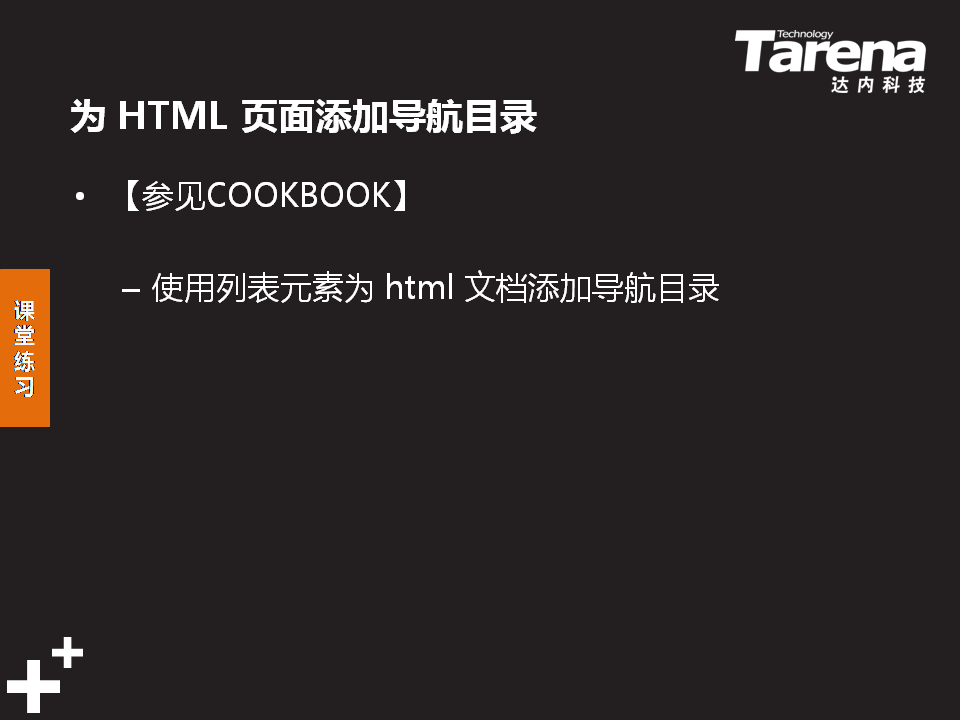 Technology
Tarena
达内科技
为 HTML 页面添加导航目录
• 【参见COOKBOOK】
– 使用列表元素为 html 文档添加导航目录
课
堂
练
习